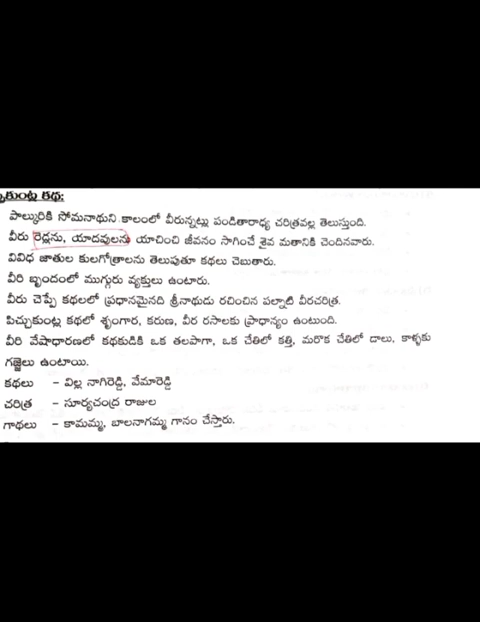 చ్చుకుంట్ల కథ:
పాల్కురికి సోమనాథుని కాలంలో వీరున్నట్లు పండితారాధ్య చరిత్రవల్ల తెలుస్తుంది.
వీరు రెడ్లను, యాదవులను యాచించి జీవనం సాగించే శైవ మతానికి చెందినవారు.
వివిధ జాతుల కులగోత్రాలను తెలుపుతూ కథలు చెబుతారు.
వీరి బృందంలో ముగ్గురు వ్యక్తులు ఉంటారు.
వీరు చెప్పే కథలలో ప్రధానమైనది శ్రీనాథుడు రచించిన పల్నాటి వీరచరిత్ర.
పిచ్చుకుంట్ల కథలో శృంగార, కరుణ, వీర రసాలకు ప్రాధాన్యం ఉంటుంది.
వీరి వేషాధారణలో కథకుడికి ఒక తలపాగా, ఒక చేతిలో కత్తి, మరొక చేతిలో డాలు, కాళ్ళకు
గజ్జెలు ఉంటాయి.
కథలు – విల్ల నాగిరెడ్డి, వేమారెడ్డి
చరిత్ర – సూర్యచంద్ర రాజుల
గాథలు – కామమ్మ, బాలనాగమ్మ గానం చేస్తారు.